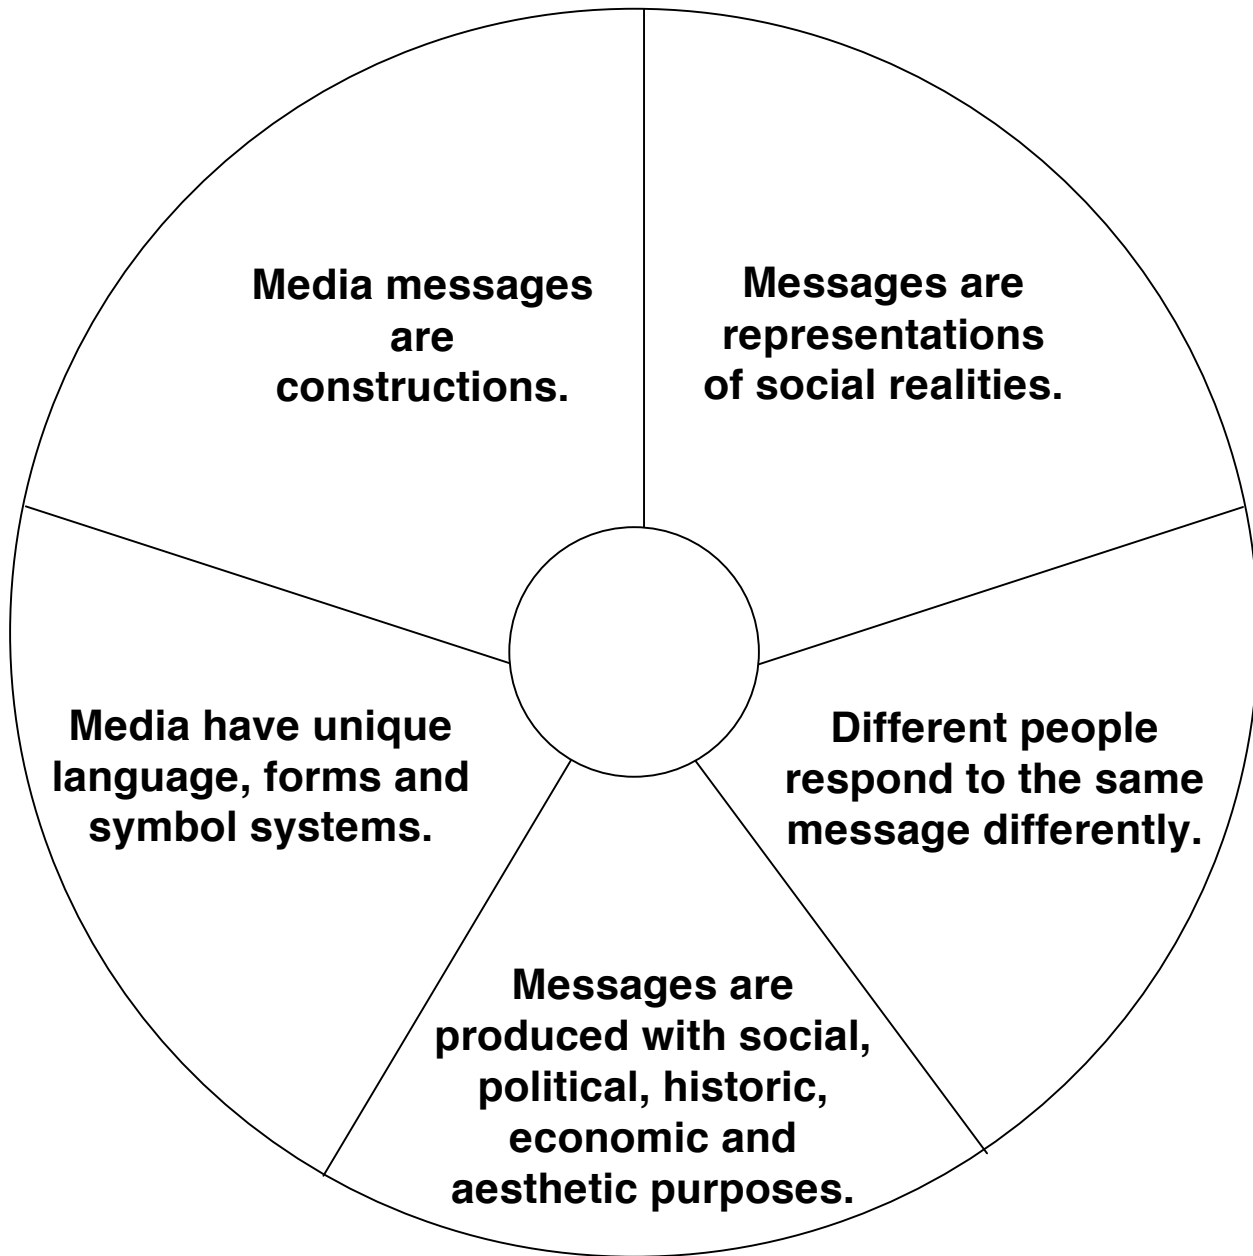 Media messages
are
constructions.
Messages are
representations
of social realities.
Media have unique
language, forms and
symbol systems.
Different people
respond to the same
message differently.
Messages are
produced with social,
political, historic,
economic and
aesthetic purposes.